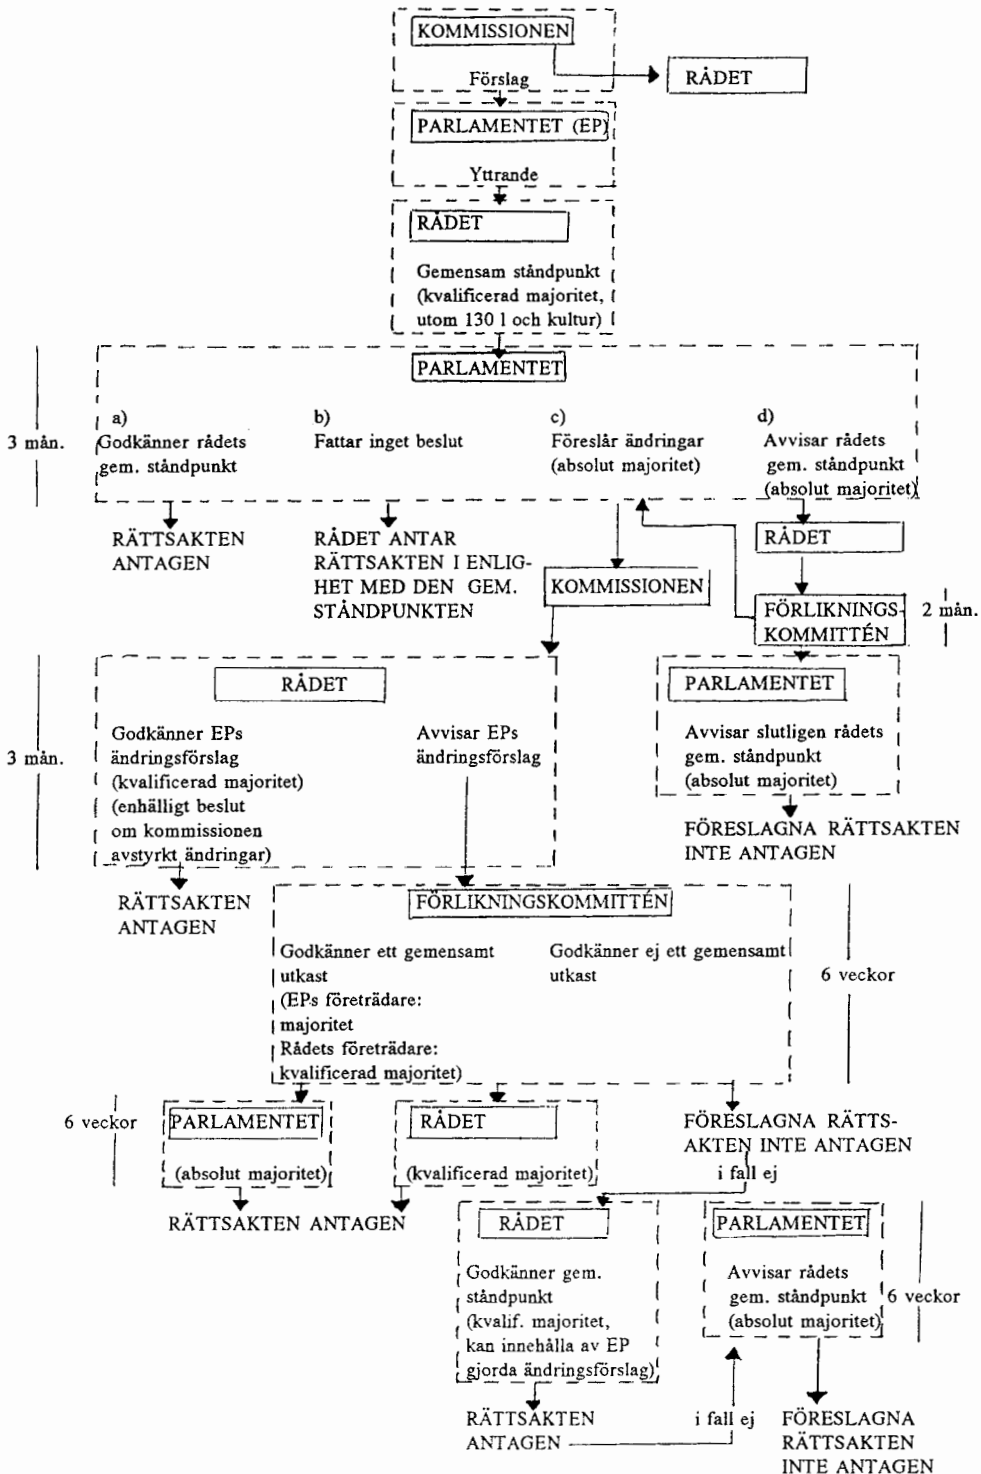 KOMMISSIONEN
RÅDET
Förslag
PARLAMENTET (EP)
Yttrande
RÅDET
Gemensam ståndpunkt
(kvalificerad majoritet,
utom 130 l och kultur)
PARLAMENTET
3 mån.
a)
Godkänner rådets
gem. ståndpunkt
b)
Fattar inget beslut
c)
Föreslår ändringar
(absolut majoritet)
d)
Avvisar rådets
gem. ståndpunkt
(absolut majoritet)
RÄTTSAKTEN
ANTAGEN
RÅDET ANTAR
RÄTTSAKTEN I ENLIG-
HET MED DEN GEM.
STÅNDPUNKTEN
KOMMISSIONEN
RÅDET
FÖRLIKNINGS-
KOMMITTÉN
2 mån.
3 mån.
RÅDET
Godkänner EPs
ändringsförslag
(kvalificerad majoritet)
(enhälligt beslut
om kommissionen
avstyrkt ändringar)
Avvisar EPs
ändringsförslag
PARLAMENTET
Avvisar slutligen rådets
gem. ståndpunkt
(absolut majoritet)
FÖRESLAGNA RÄTTSAKTEN
INTE ANTAGEN
RÄTTSAKTEN
ANTAGEN
FÖRLIKNINGSKOMMITTÉN
Godkänner ett gemensamt
utkast
(EPs företrädare:
majoritet
Rådets företrädare:
kvalificerad majoritet)
Godkänner ej ett gemensamt
utkast
6 veckor
6 veckor
PARLAMENTET
(absolut majoritet)
RÅDET
(kvalificerad majoritet)
FÖRESLAGNA RÄTTS-
AKTEN INTE ANTAGEN
i fall ej
RÄTTSAKTEN ANTAGEN
RÅDET
Godkänner gem.
ståndpunkt
(kvalif. majoritet,
kan innehålla av EP
gjorda ändringsförslag)
PARLAMENTET
Avvisar rådets
gem. ståndpunkt
(absolut majoritet)
6 veckor
RÄTTSAKTEN
ANTAGEN
i fall ej
FÖRESLAGNA
RÄTTSAKTEN
INTE ANTAGEN